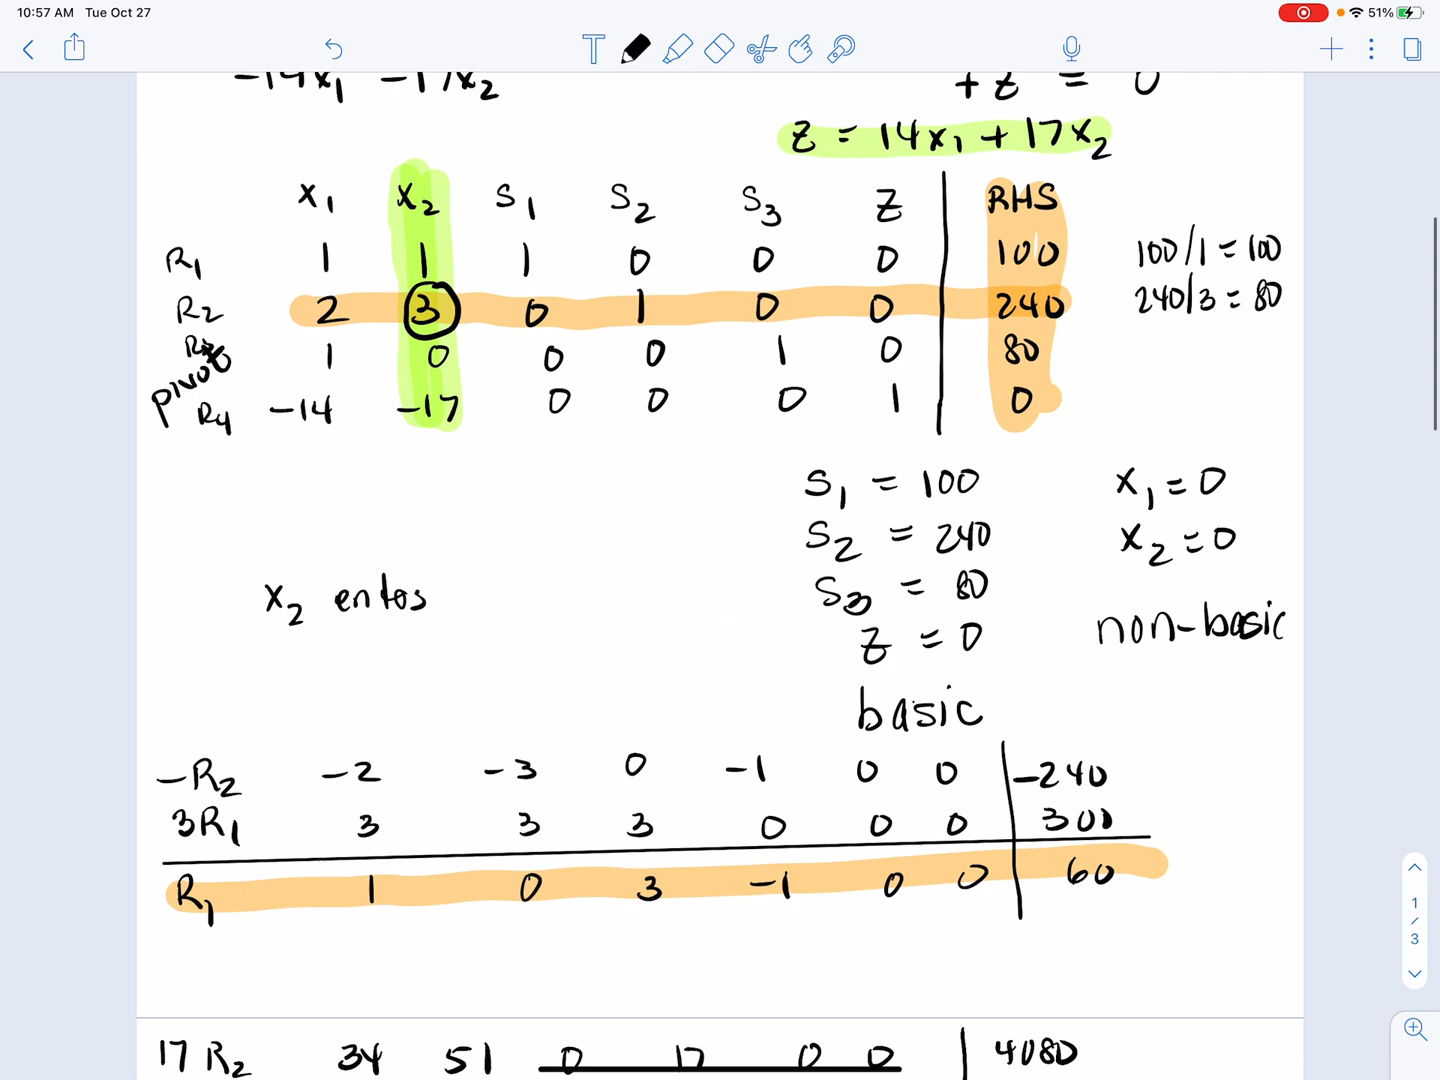 10:57 AM Tue Oct 27
51%
-14x₁ -17x₂ + z = 0
z = 14x₁ + 17x₂
x₁ x₂ S₁ S₂ S₃ z RHS
R₁ 1 1 1 0 0 0 100 100/1 = 100
R₂ 2 3 0 1 0 0 240 240/3 = 80
1 0 0 0 1 0 80
pivot
R₄ -14 -17 0 0 0 1 0
S₁ = 100 x₁ = 0
S₂ = 240 x₂ = 0
S₃ = 80
x₂ entos
z = 0 non-basic
basic
-R₂ -2 -3 0 -1 0 0 -240
3R₁ 3 3 3 0 0 0 300
R₁ 1 0 3 -1 0 0 60
1
/
3
17 R₂ 34 51 0 17 0 0 4080